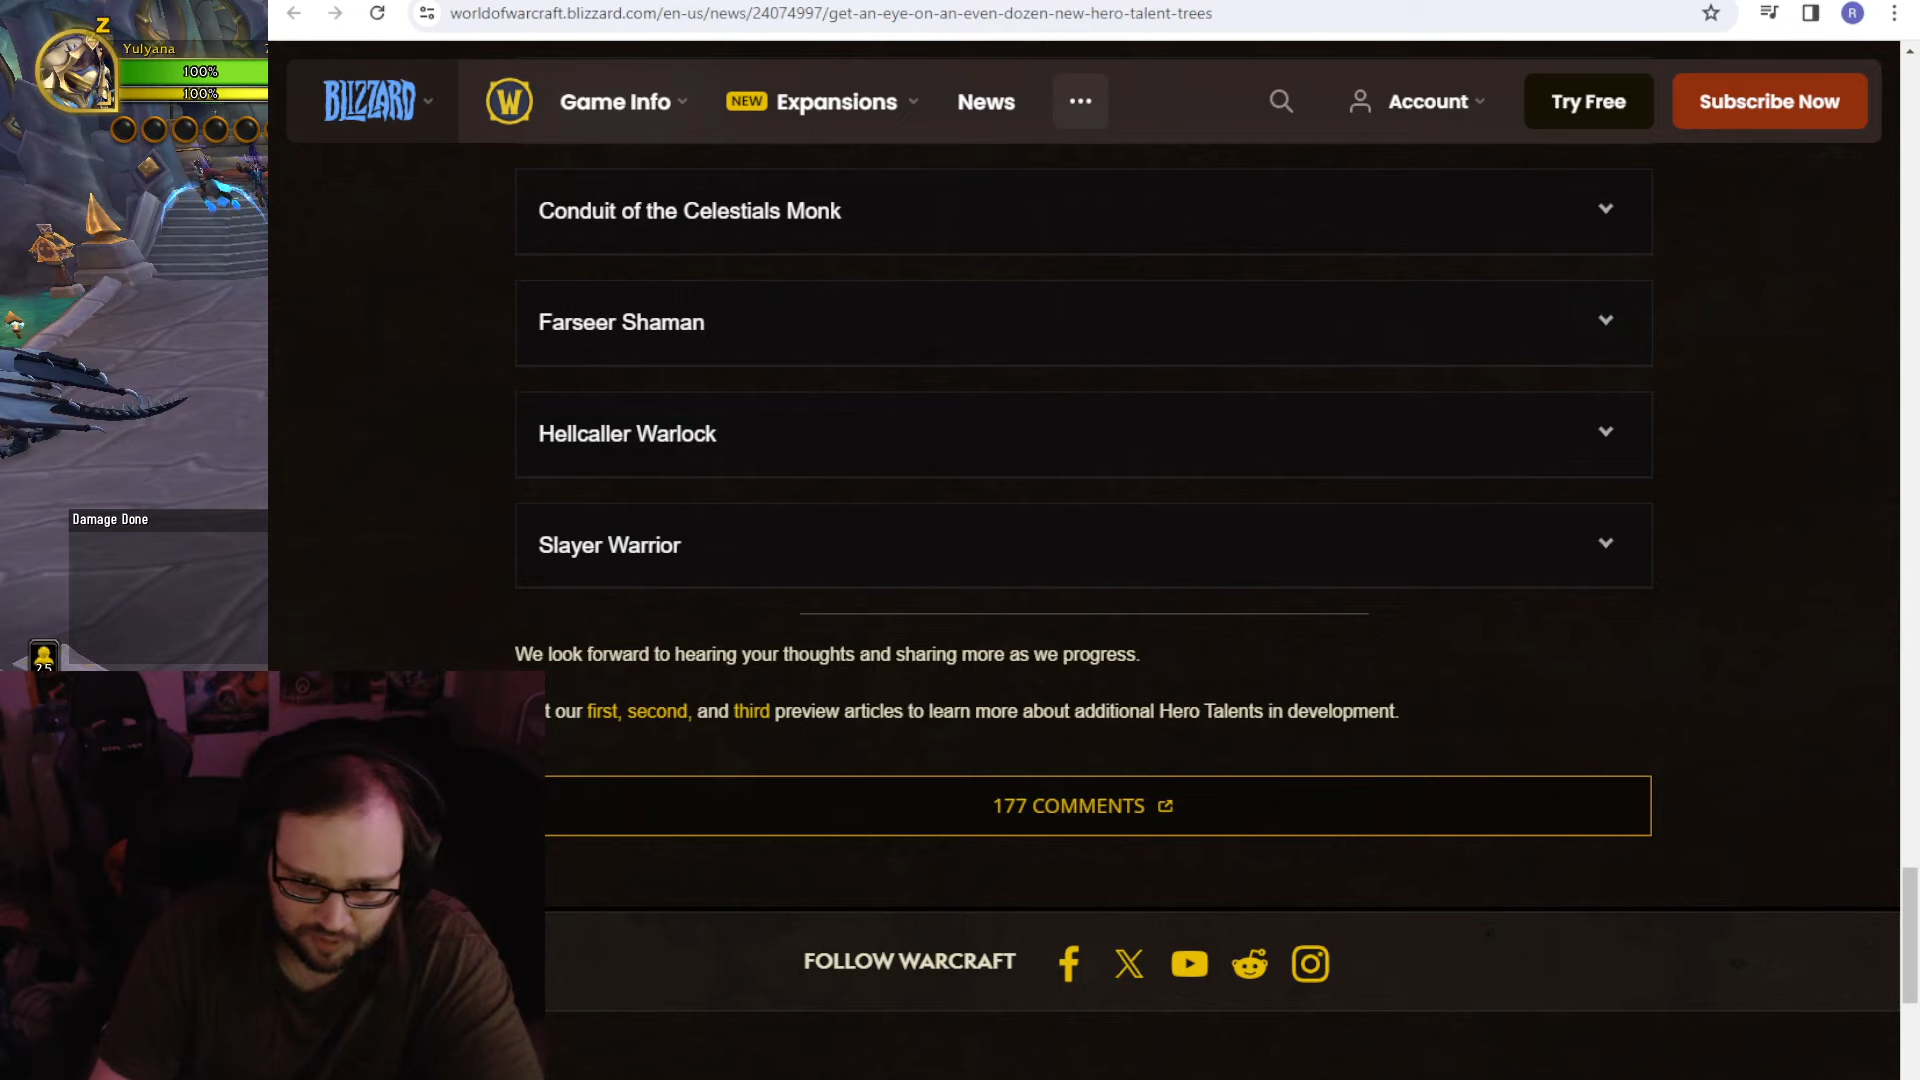 worldofwarcraft.blizzard.com/en-us/news/24074997/get-an-eye-on-an-even-dozen-new-hero-talent-trees
R
Z
Yulyana
100%
100%
BLIZZARD
W
Game Info
NEW
Expansions
News
Account
Try Free
Subscribe Now
Conduit of the Celestials Monk
Farseer Shaman
Hellcaller Warlock
Slayer Warrior
Damage Done
25
We look forward to hearing your thoughts and sharing more as we progress.
t our first, second, and third preview articles to learn more about additional Hero Talents in development.
177 COMMENTS
FOLLOW WARCRAFT